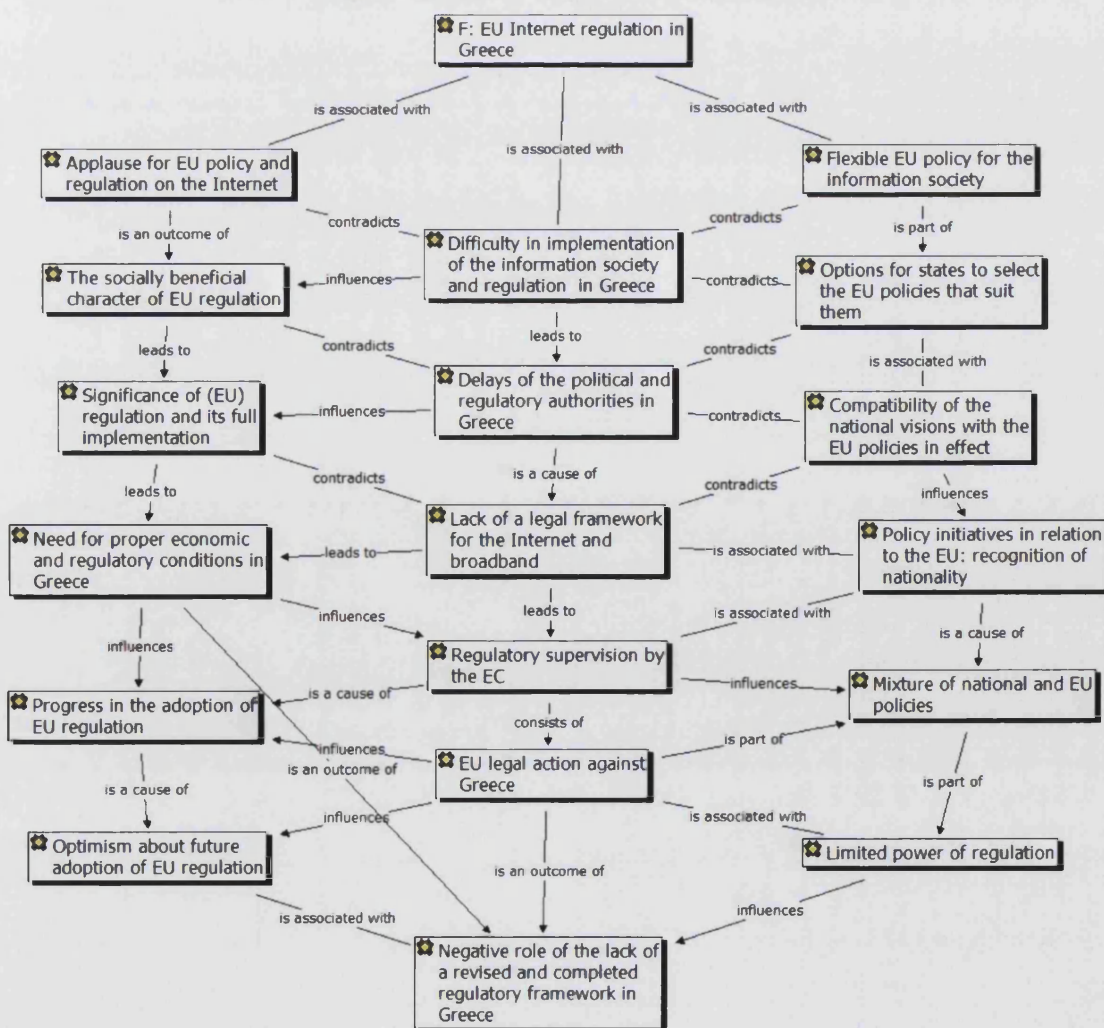 F: EU Internet regulation in
Greece
is associated with
is associated with
is associated with
Applause for EU policy and
regulation on the Internet
Flexible EU policy for the
information society
contradicts
contradicts
is an outcome of
is part of
Difficulty in implementation
of the information society
and regulation in Greece
The socially beneficial
character of EU regulation
influences
contradicts
Options for states to select
the EU policies that suit
them
leads to
contradicts
leads to
contradicts
is associated with
Significance of (EU)
regulation and its full
implementation
influences
Delays of the political and
regulatory authorities in
Greece
contradicts
Compatibility of the
national visions with the
EU policies in effect
leads to
contradicts
is a cause of
contradicts
influences
Need for proper economic
and regulatory conditions in
Greece
leads to
Lack of a legal framework
for the Internet and
broadband
is associated with
Policy initiatives in relation
to the EU: recognition of
nationality
influences
influences
leads to
is associated with
is a cause of
Regulatory supervision by
the EC
Progress in the adoption of
EU regulation
is a cause of
influences
Mixture of national and EU
policies
consists of
influences
is part of
is an outcome of
EU legal action against
Greece
is a cause of
influences
is associated with
is part of
Optimism about future
adoption of EU regulation
Limited power of regulation
is an outcome of
is associated with
influences
Negative role of the lack of
a revised and completed
regulatory framework in
Greece